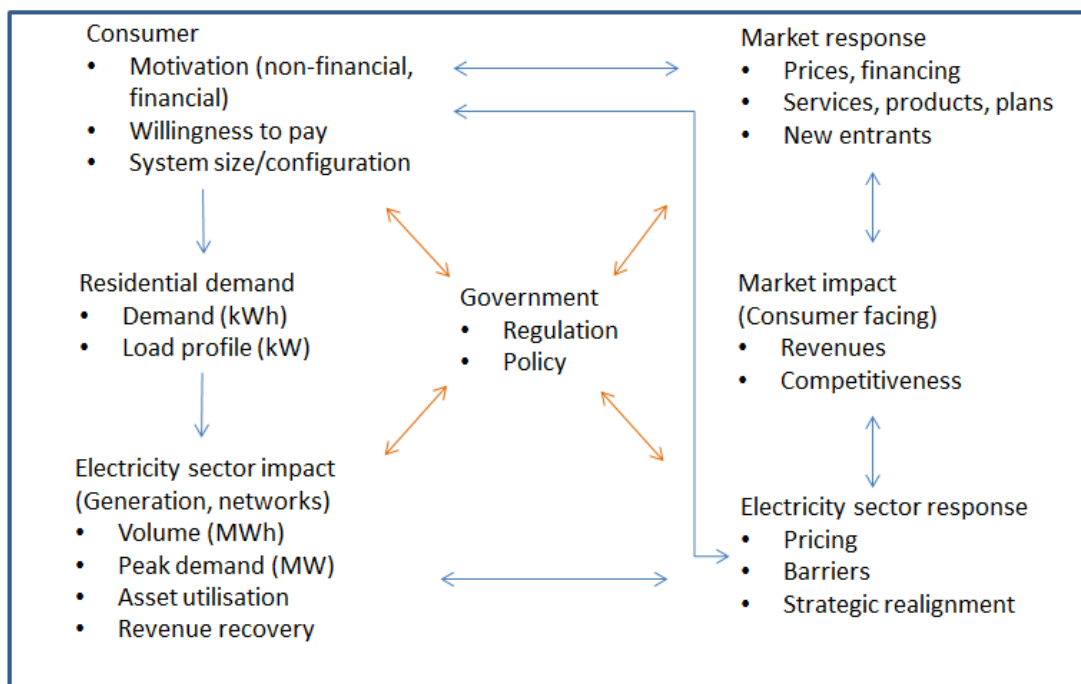 Consumer
• Motivation (non-financial,
financial)
• Willingness to pay
• System size/configuration
Market response
• Prices, financing
• Services, products, plans
• New entrants
Residential demand
• Demand (kWh)
• Load profile (kW)
Government
• Regulation
• Policy
Market impact
(Consumer facing)
• Revenues
• Competitiveness
Electricity sector impact
(Generation, networks)
• Volume (MWh)
• Peak demand (MW)
• Asset utilisation
• Revenue recovery
Electricity sector response
• Pricing
• Barriers
• Strategic realignment